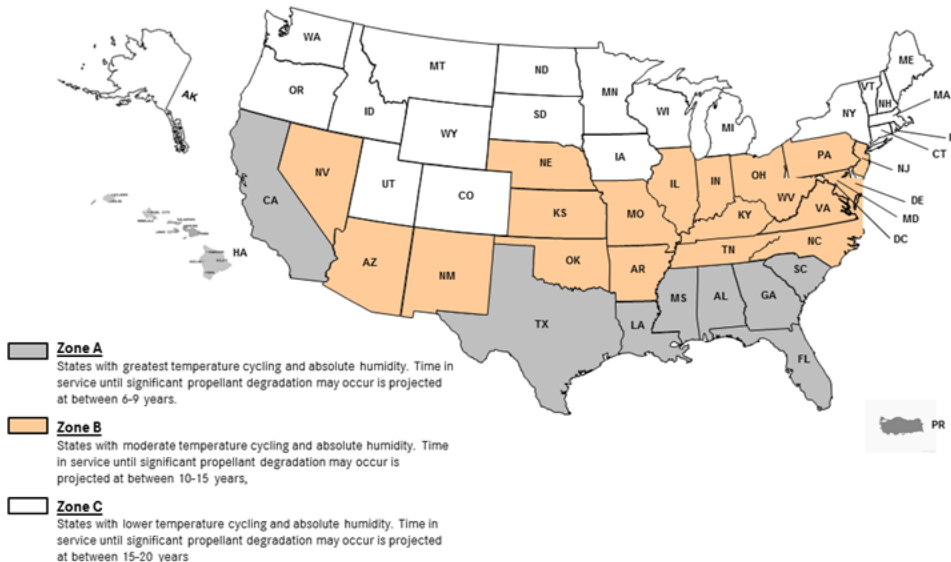 WA
MT
ND
MN
ME
VT
NH
MA
AK
OR
ID
SD
WI
MI
NY
WY
CT
IA
NE
PA
NJ
NV
UT
CO
IL
IN
OH
CA
KS
MO
WV
VA
DE
KY
MD
DC
HA
AZ
NM
OK
AR
TN
NC
SC
MS
AL
GA
TX
LA
FL
PR
Zone A
States with greatest temperature cycling and absolute humidity. Time in
service until significant propellant degradation may occur is projected
at between 6-9 years.
Zone B
States with moderate temperature cycling and absolute humidity. Time
in service until significant propellant degradation may occur is
projected at between 10-15 years,
Zone C
States with lower temperature cycling and absolute humidity. Time in
service until significant propellant degradation may occur is projected
at between 15-20 years